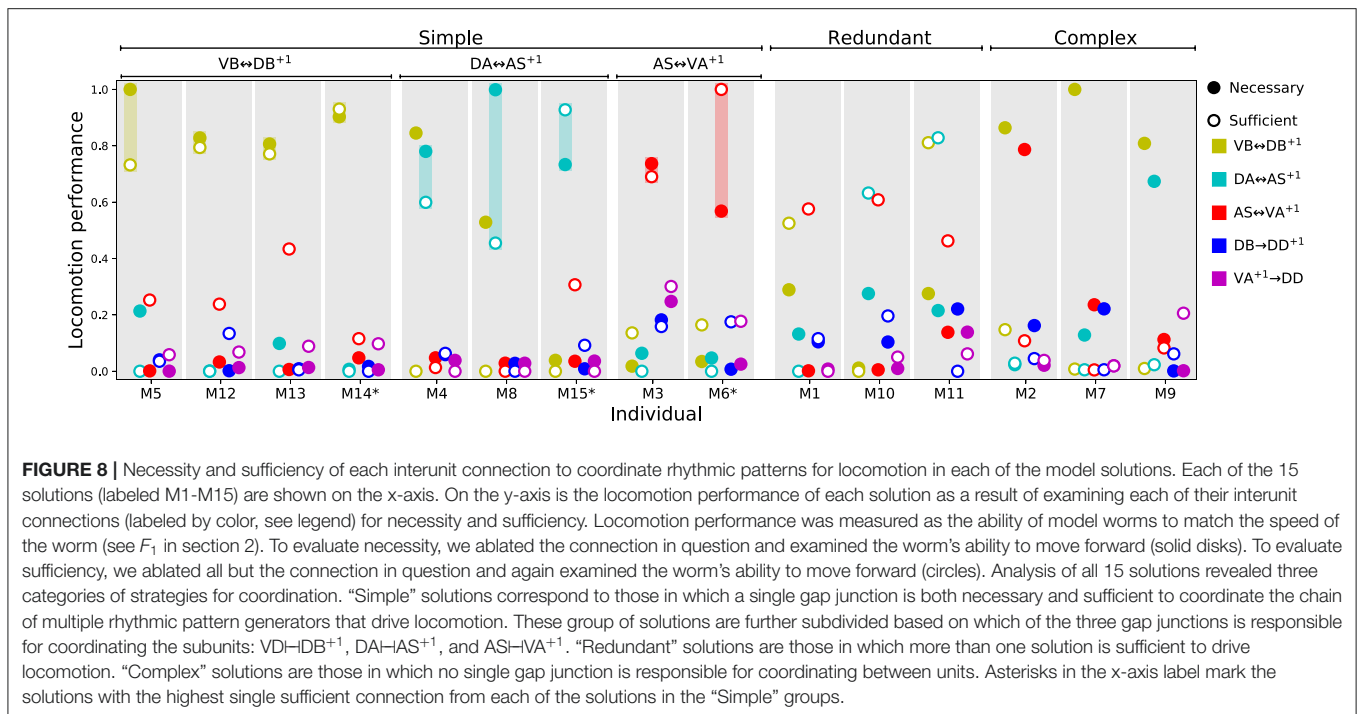 Simple Redundant Complex
VB⇔DB⁺¹ DA⇔AS⁺¹ AS⇔VA⁺¹
1.0
0.8
0.6
0.4
0.2
0.0
Locomotion performance
Necessary
Sufficient
VB⇔DB⁺¹
DA⇔AS⁺¹
AS⇔VA⁺¹
DB→DD⁺¹
VA⁺¹→DD
M5 M12 M13 M14* M4 M8 M15* M3 M6* M1 M10 M11 M2 M7 M9
Individual
FIGURE 8 | Necessity and sufficiency of each interunit connection to coordinate rhythmic patterns for locomotion in each of the model solutions. Each of the 15
solutions (labeled M1-M15) are shown on the x-axis. On the y-axis is the locomotion performance of each solution as a result of examining each of their interunit
connections (labeled by color, see legend) for necessity and sufficiency. Locomotion performance was measured as the ability of model worms to match the speed of
the worm (see F₁ in section 2). To evaluate necessity, we ablated the connection in question and examined the worm's ability to move forward (solid disks). To evaluate
sufficiency, we ablated all but the connection in question and again examined the worm's ability to move forward (circles). Analysis of all 15 solutions revealed three
categories of strategies for coordination. "Simple" solutions correspond to those in which a single gap junction is both necessary and sufficient to coordinate the chain
of multiple rhythmic pattern generators that drive locomotion. These group of solutions are further subdivided based on which of the three gap junctions is responsible
for coordinating the subunits: VD⊢⊣DB⁺¹, DA⊢⊣AS⁺¹, and AS⊢⊣VA⁺¹. "Redundant" solutions are those in which more than one solution is sufficient to drive
locomotion. "Complex" solutions are those in which no single gap junction is responsible for coordinating between units. Asterisks in the x-axis label mark the
solutions with the highest single sufficient connection from each of the solutions in the "Simple" groups.